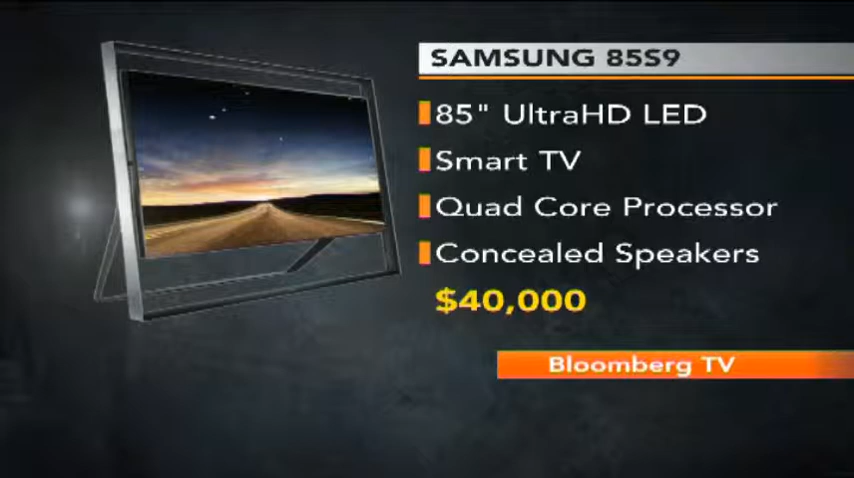 SAMSUNG 85S9
85" UltraHD LED
Smart TV
Quad Core Processor
Concealed Speakers
$40,000
Bloomberg TV